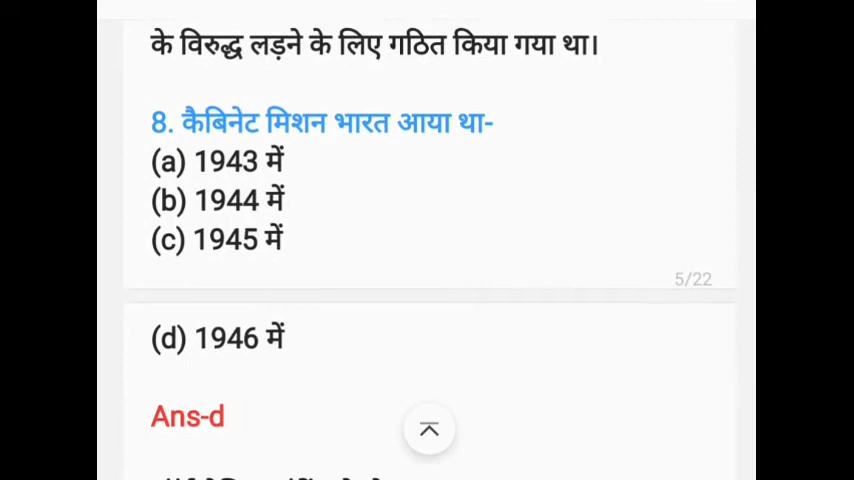 के विरुद्ध लड़ने के लिए गठित किया गया था।
8. कैबिनेट मिशन भारत आया था-
(a) 1943 में
(b) 1944 में
(c) 1945 में
5/22
(d) 1946 में
Ans-d